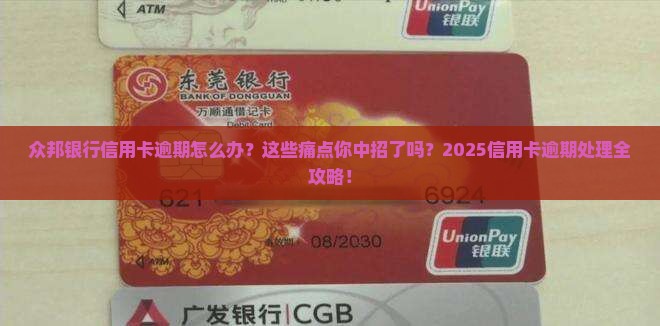 ATM
UnionPay
银联
东莞银行
BANK OF DONGGUAN
万顺通借记卡
Debit Card
众邦银行信用卡逾期怎么办？这些痛点你中招了吗？2025信用卡逾期处理全
攻略！
621
6924
08/2030
ATM
UnionPay
银联
广发银行|CGB